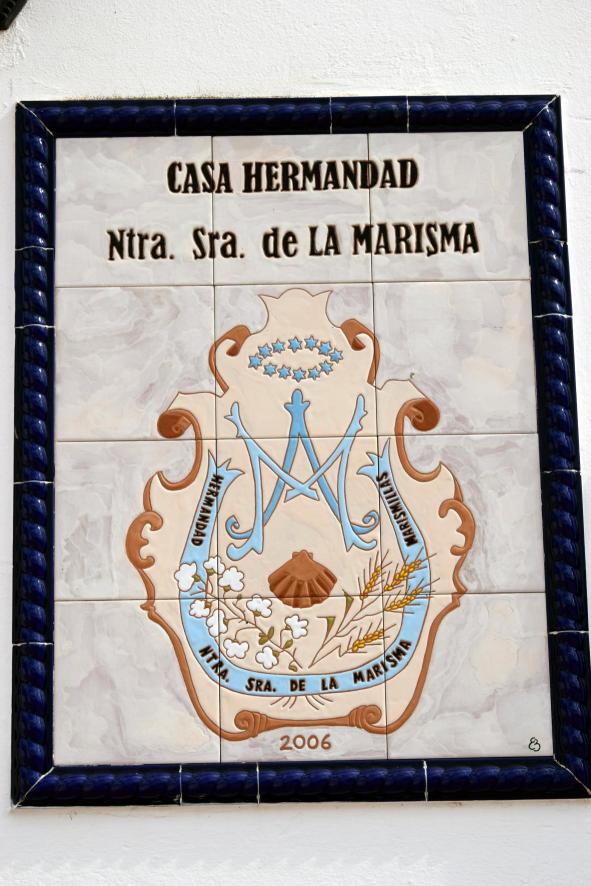 CASA HERMANDAD
Ntra. Sra. de LA MARISMA
HERMANDAD
NTRA. SRA. DE LA MARISMA
MARISMILLAS
2006